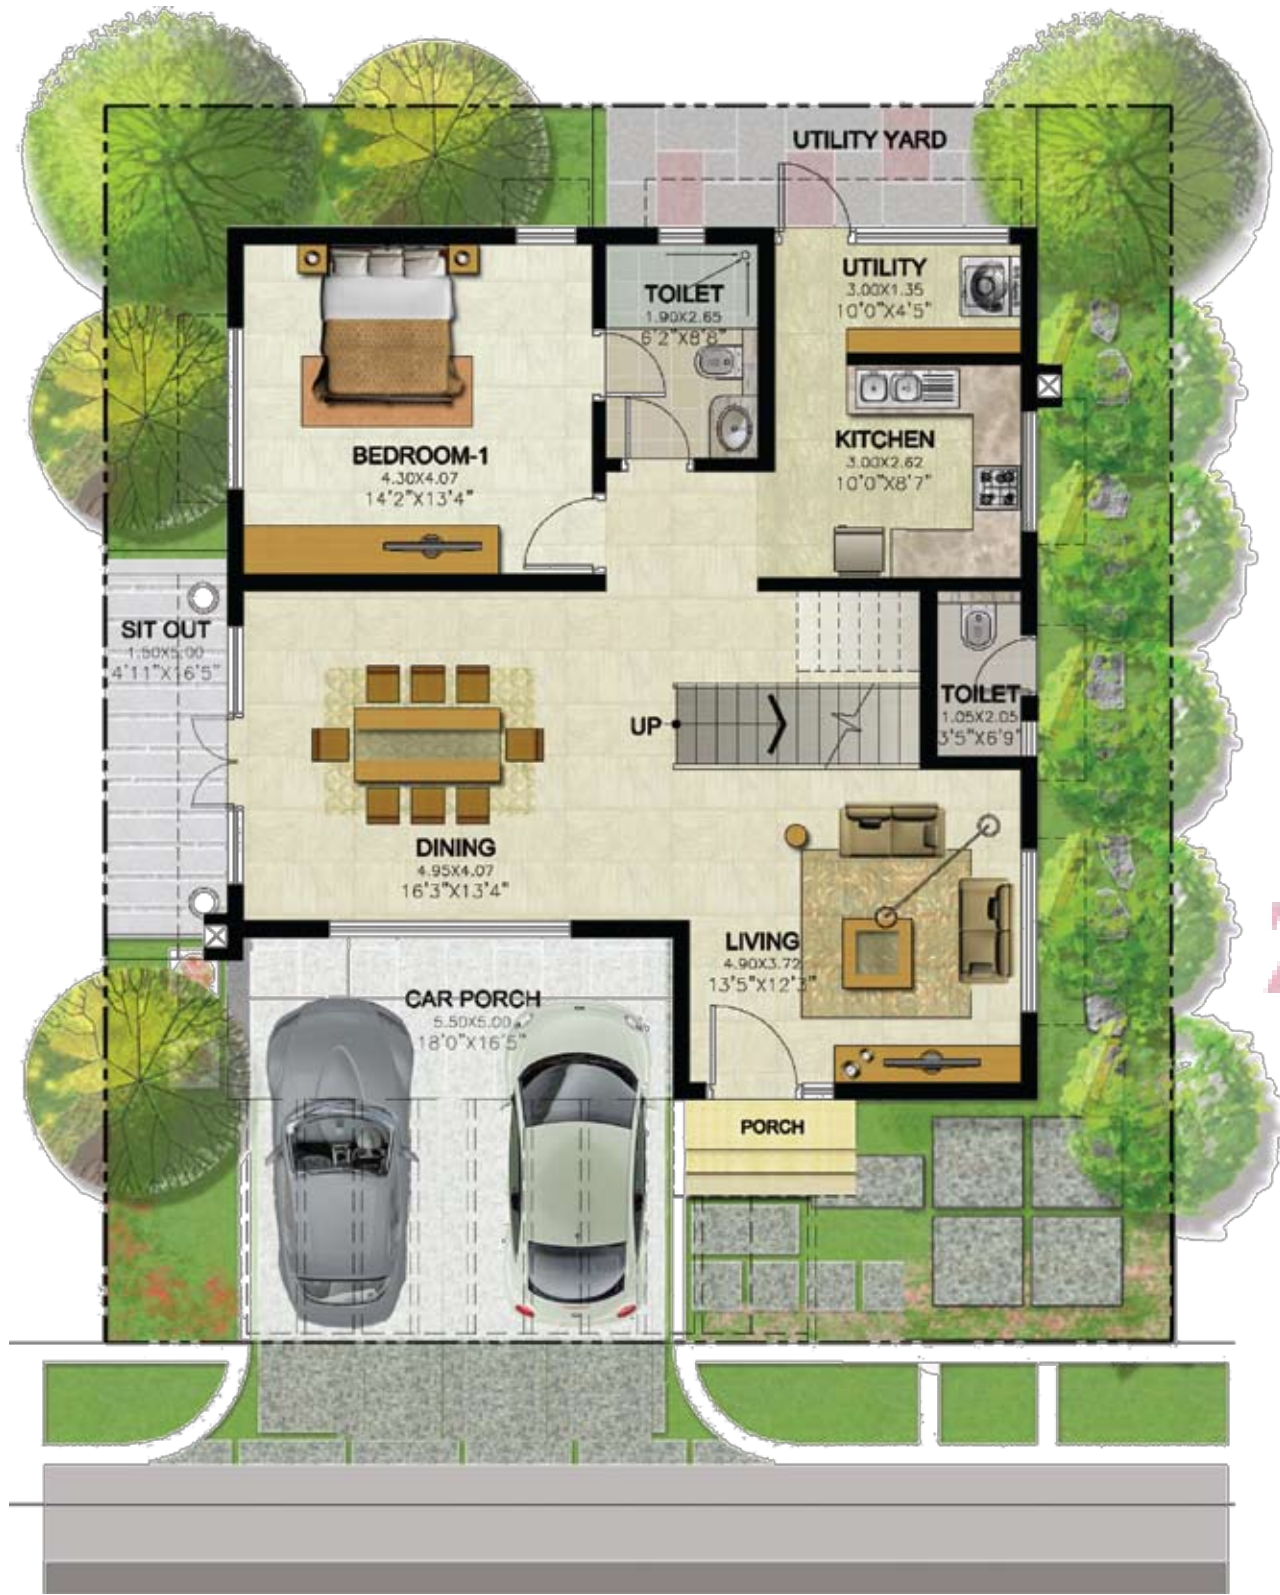 UTILITY YARD
UTILITY
3.00X1.35
10'0"X4'5"
TOILET
1.90X2.65
6'2"X8'8"
KITCHEN
3.00X2.62
10'0"X8'7"
BEDROOM-1
4.30X4.07
14'2"X13'4"
SIT OUT
1.50X5.00
4'11"X16'5"
TOILET
1.05X2.05
3'5"X6'9"
UP
DINING
4.95X4.07
16'3"X13'4"
LIVING
4.90X3.72
13'5"X12'3"
CAR PORCH
5.50X5.00
18'0"X16'5"
PORCH